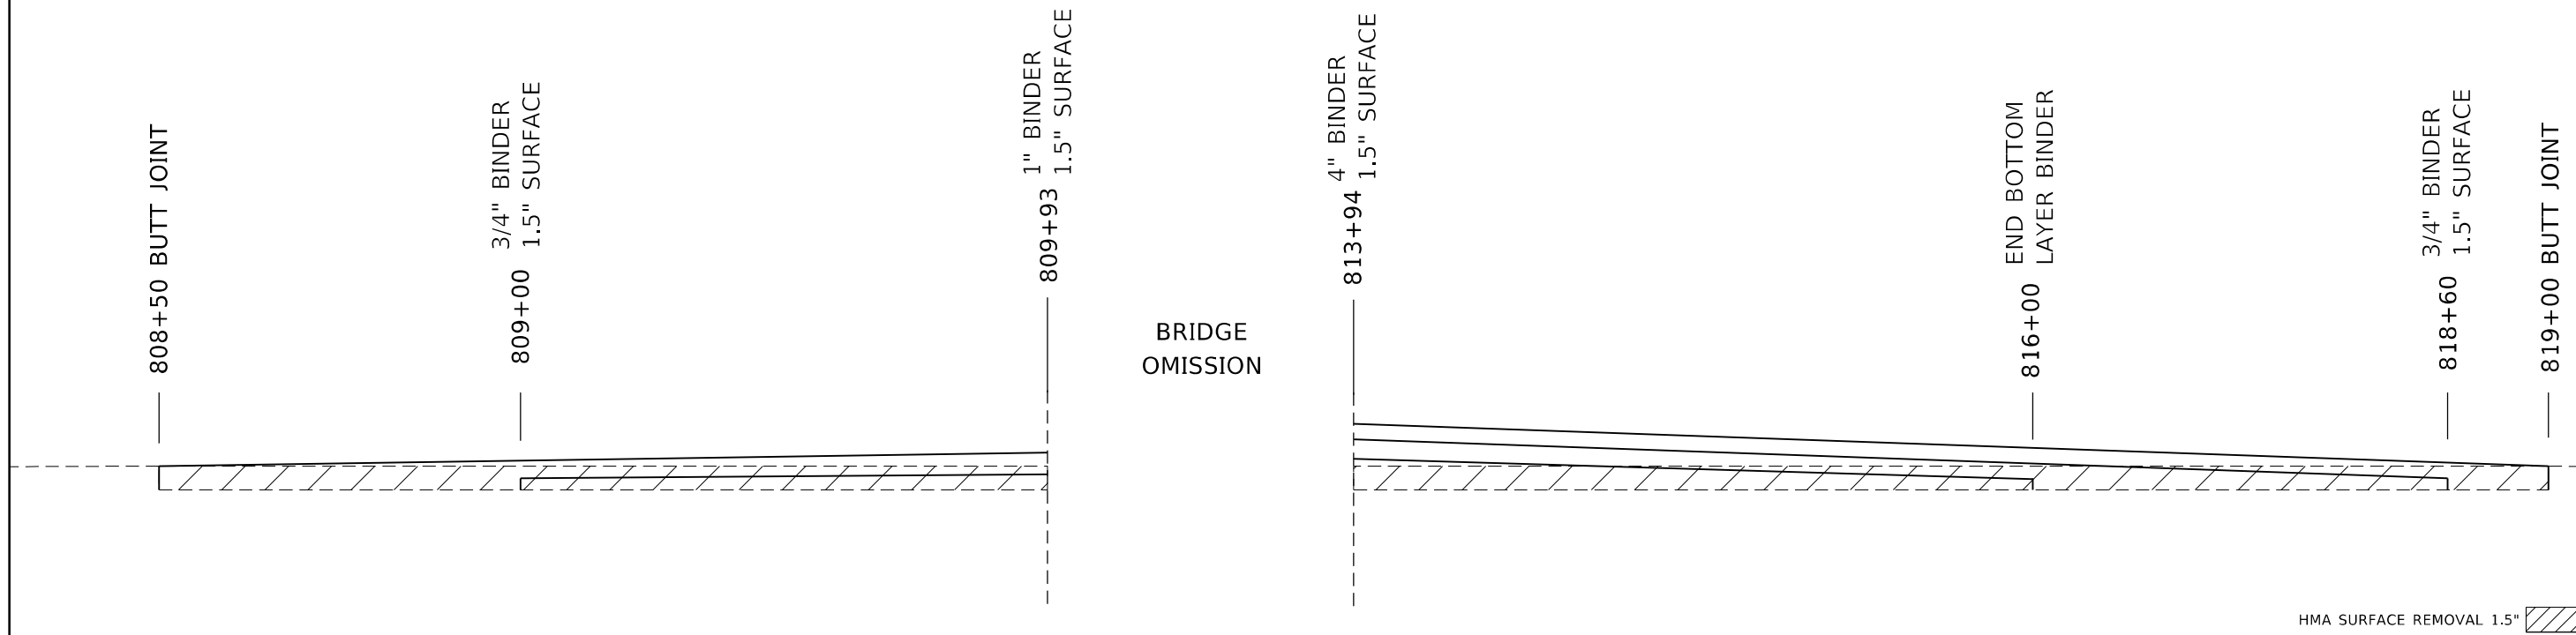 808+50 BUTT JOINT
809+00
3/4" BINDER
1.5" SURFACE
809+93
1" BINDER
1.5" SURFACE
BRIDGE
OMISSION
813+94
4" BINDER
1.5" SURFACE
816+00
END BOTTOM
LAYER BINDER
818+60
3/4" BINDER
1.5" SURFACE
819+00 BUTT JOINT
HMA SURFACE REMOVAL 1.5"